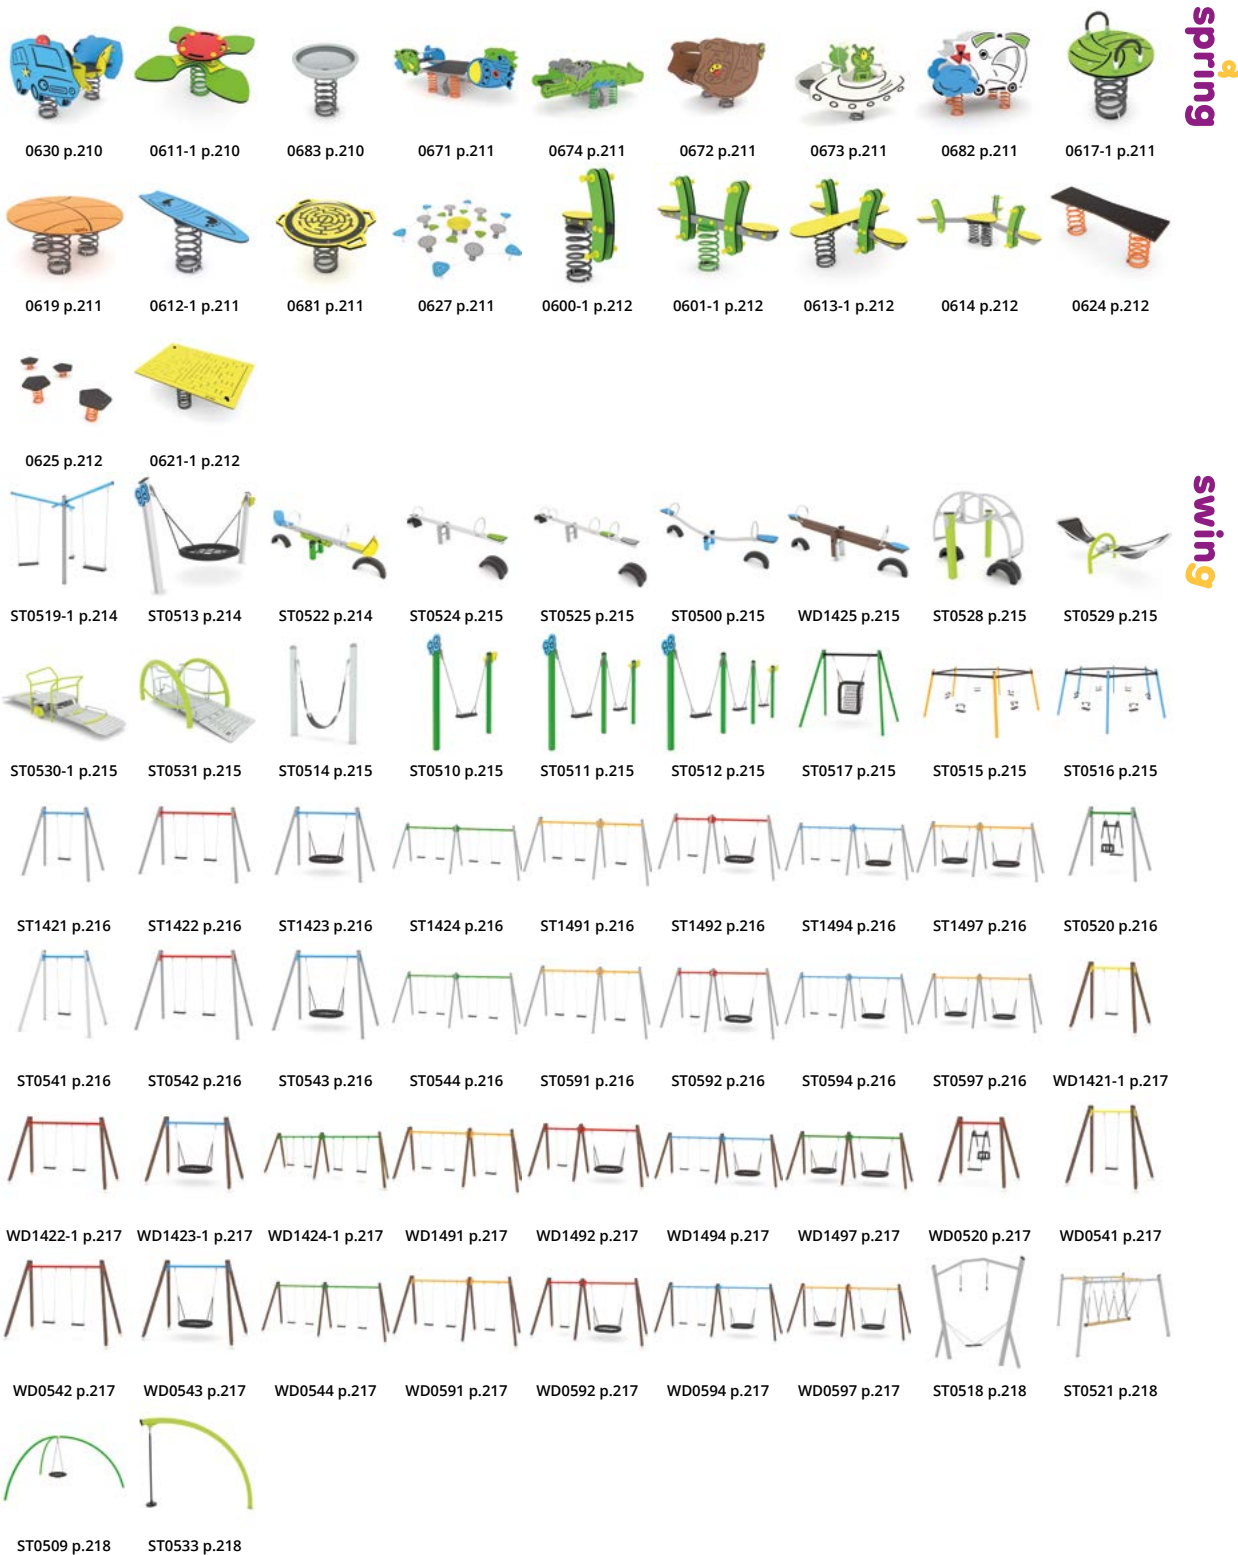 spring
0630 p.210 0611-1 p.210 0683 p.210 0671 p.211 0674 p.211 0672 p.211 0673 p.211 0682 p.211 0617-1 p.211
0619 p.211 0612-1 p.211 0681 p.211 0627 p.211 0600-1 p.212 0601-1 p.212 0613-1 p.212 0614 p.212 0624 p.212
0625 p.212 0621-1 p.212
swing
ST0519-1 p.214 ST0513 p.214 ST0522 p.214 ST0524 p.215 ST0525 p.215 ST0500 p.215 WD1425 p.215 ST0528 p.215 ST0529 p.215
ST0530-1 p.215 ST0531 p.215 ST0514 p.215 ST0510 p.215 ST0511 p.215 ST0512 p.215 ST0517 p.215 ST0515 p.215 ST0516 p.215
ST1421 p.216 ST1422 p.216 ST1423 p.216 ST1424 p.216 ST1491 p.216 ST1492 p.216 ST1494 p.216 ST1497 p.216 ST0520 p.216
ST0541 p.216 ST0542 p.216 ST0543 p.216 ST0544 p.216 ST0591 p.216 ST0592 p.216 ST0594 p.216 ST0597 p.216 WD1421-1 p.217
WD1422-1 p.217 WD1423-1 p.217 WD1424-1 p.217 WD1491 p.217 WD1492 p.217 WD1494 p.217 WD1497 p.217 WD0520 p.217 WD0541 p.217
WD0542 p.217 WD0543 p.217 WD0544 p.217 WD0591 p.217 WD0592 p.217 WD0594 p.217 WD0597 p.217 ST0518 p.218 ST0521 p.218
ST0509 p.218 ST0533 p.218